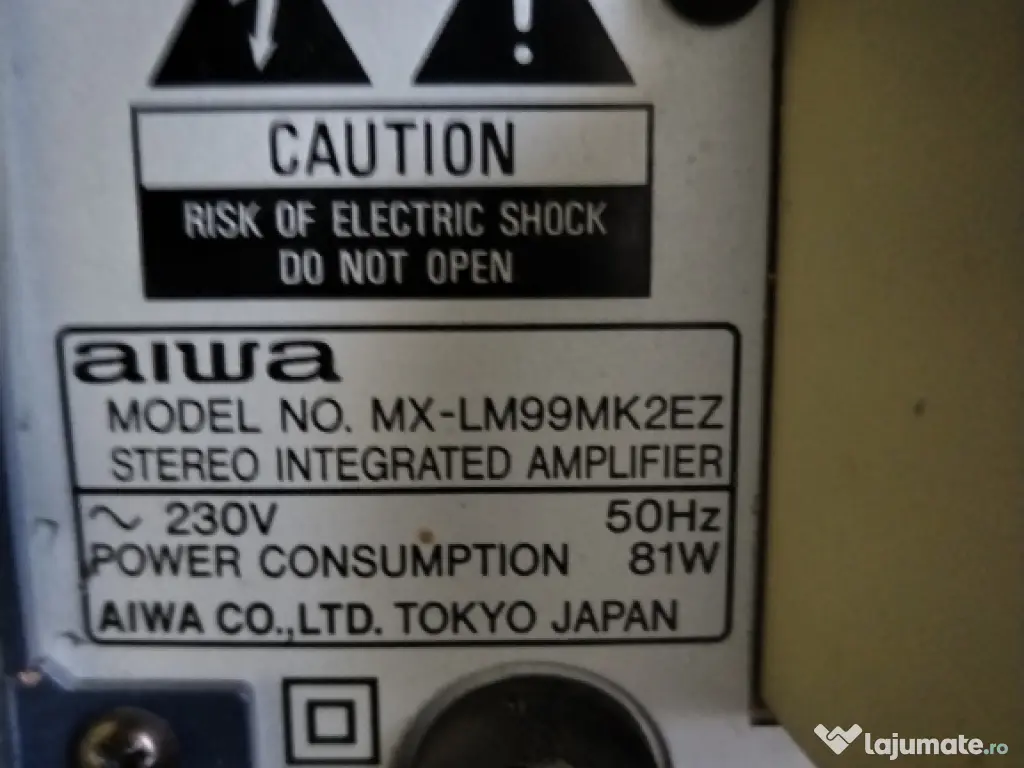 CAUTION
RISK OF ELECTRIC SHOCK
DO NOT OPEN
aiwa
MODEL NO. MX-LM99MK2EZ
STEREO INTEGRATED AMPLIFIER
~ 230V 50Hz
POWER CONSUMPTION 81W
AIWA CO.,LTD. TOKYO JAPAN
lajumate.ro